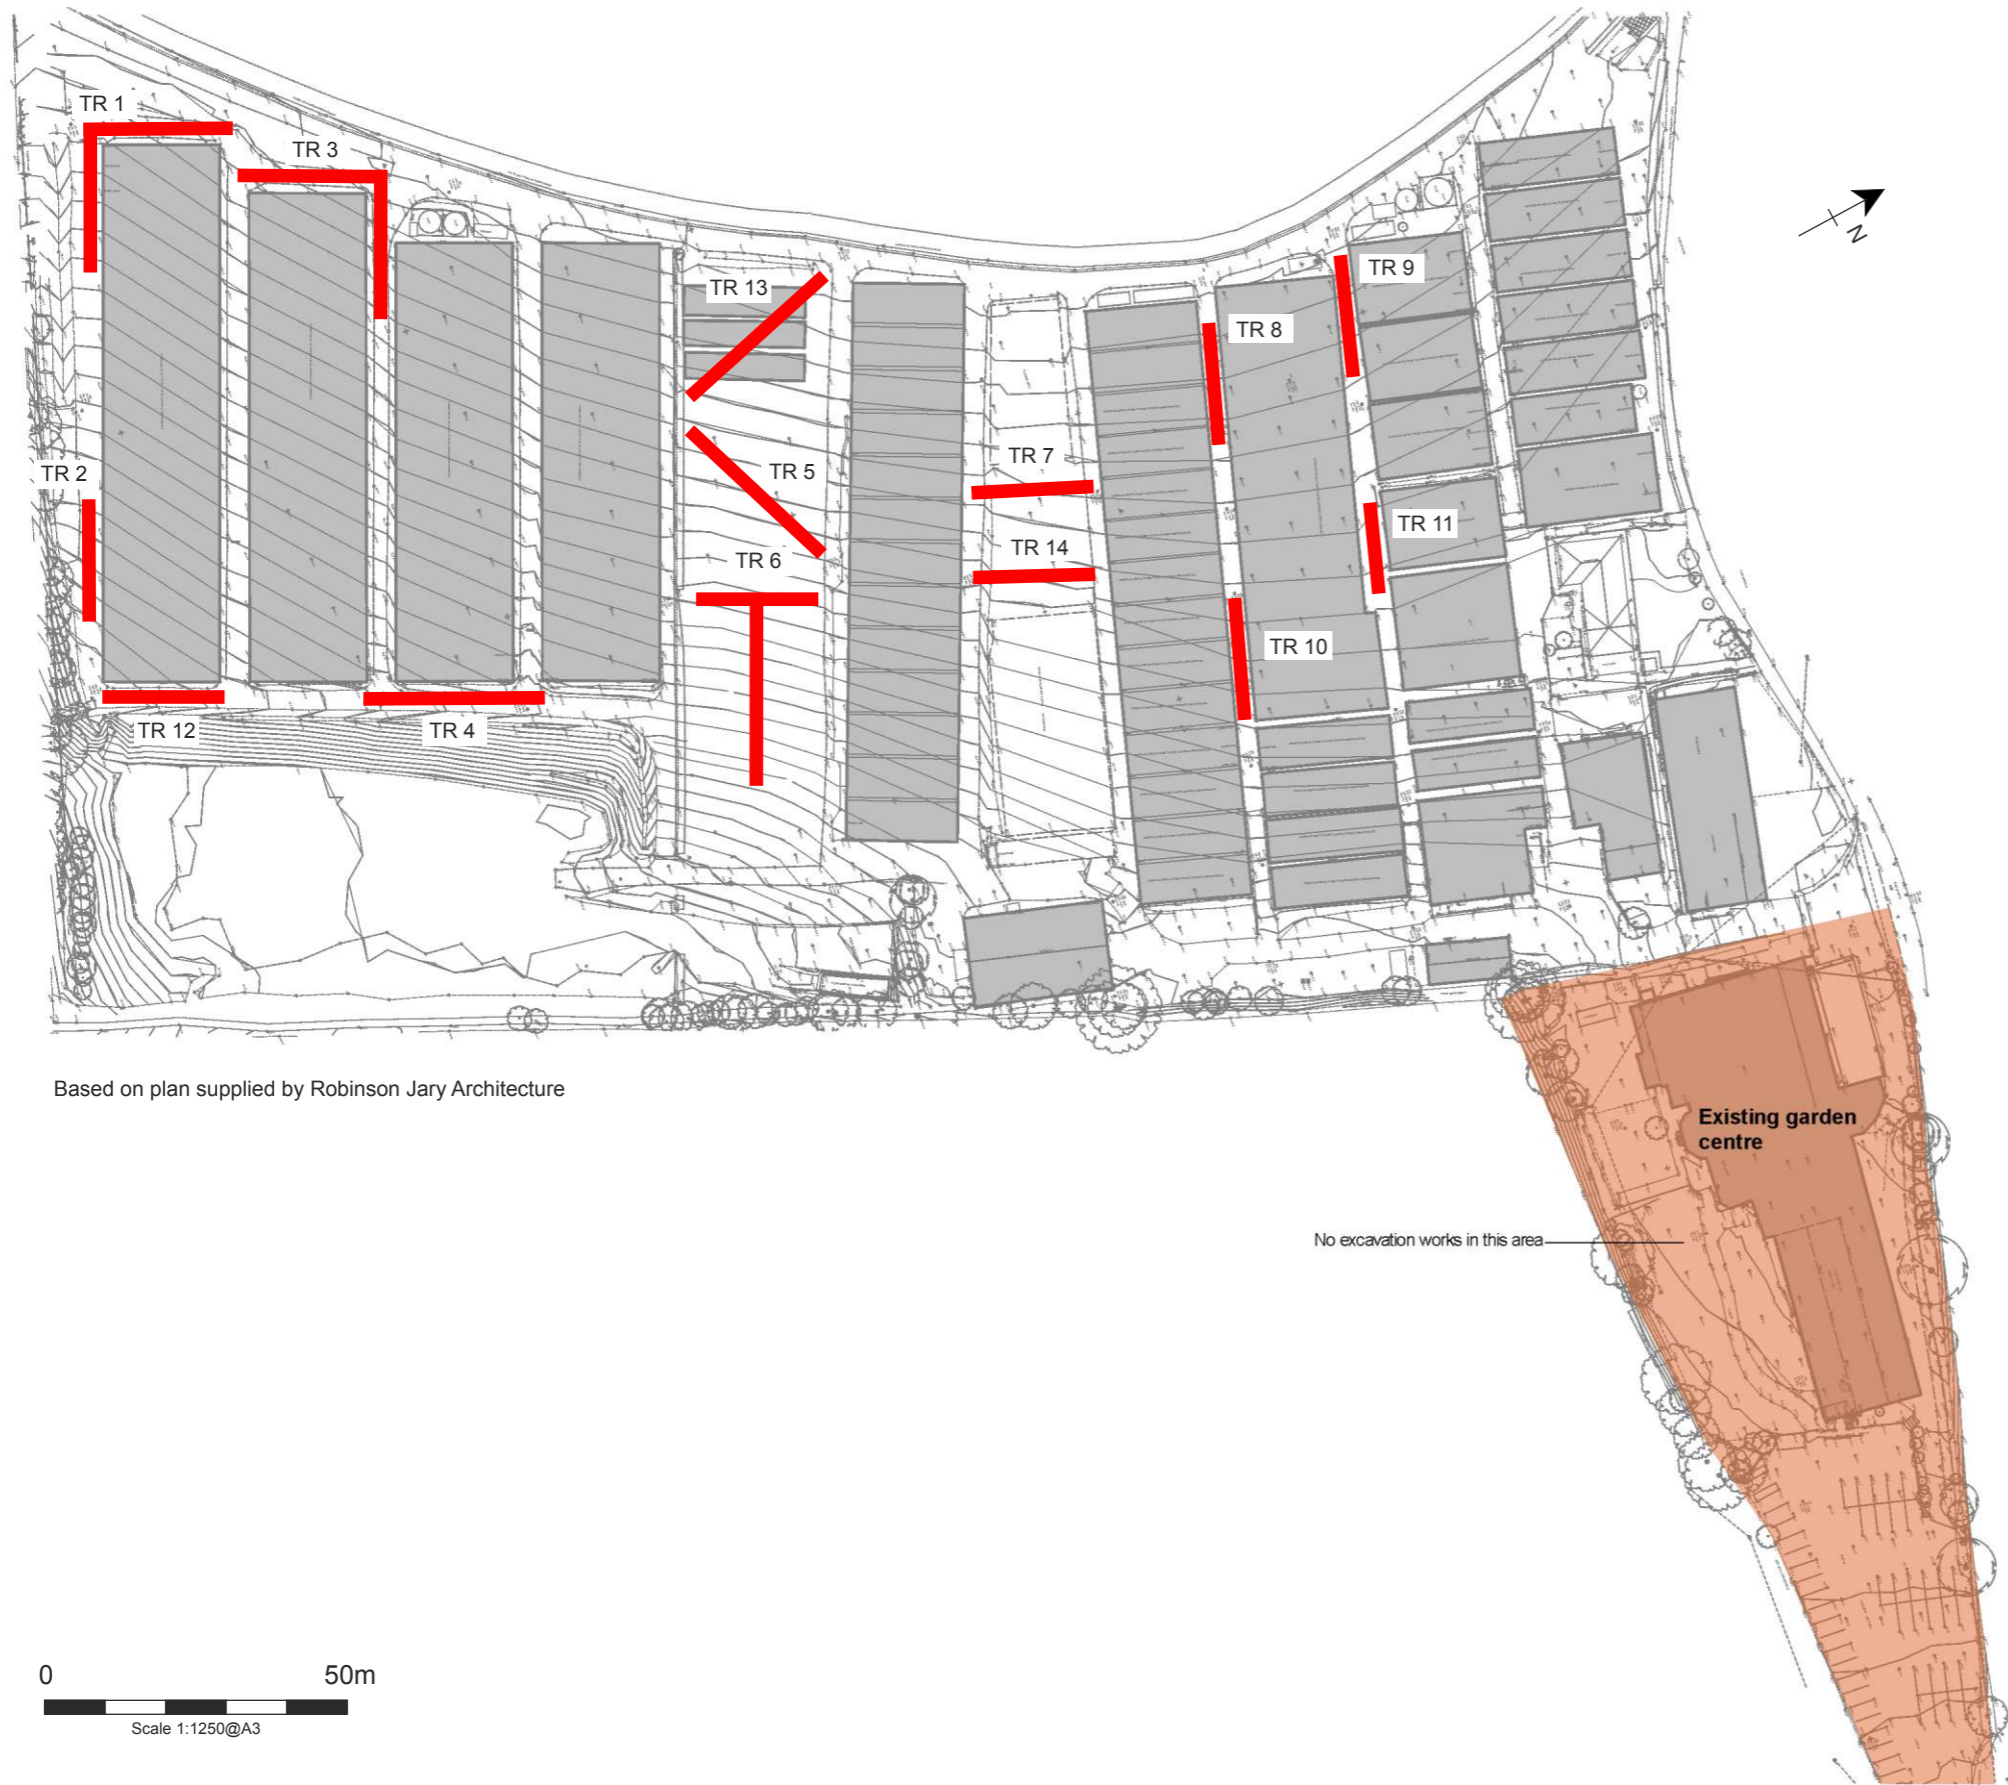 TR 1
TR 3
TR 13
TR 9
TR 8
TR 2
TR 5
TR 7
TR 11
TR 14
TR 6
TR 10
TR 12
TR 4
N
Based on plan supplied by Robinson Jary Architecture
Existing garden
centre
No excavation works in this area
0 50m
Scale 1:1250@A3